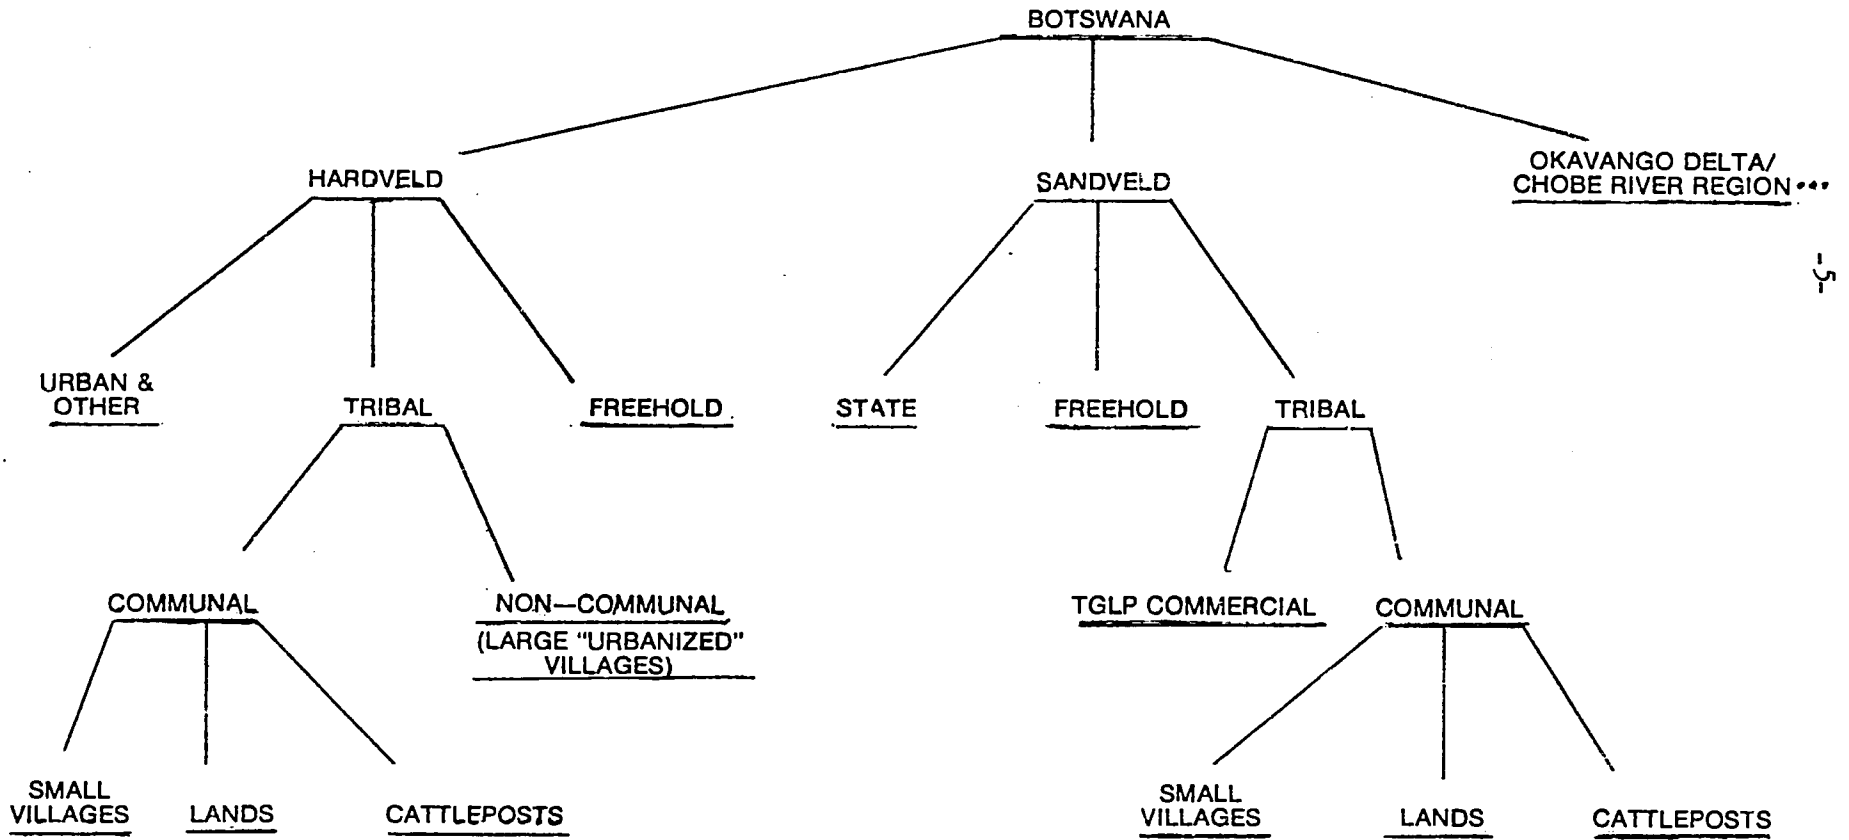 BOTSWANA
HARDVELD
SANDVELD
OKAVANGO DELTA/
CHOBE RIVER REGION...
-5-
URBAN &
OTHER
TRIBAL
FREEHOLD
STATE
FREEHOLD
TRIBAL
COMMUNAL
NON—COMMUNAL
(LARGE "URBANIZED"
VILLAGES)
TGLP COMMERCIAL
COMMUNAL
SMALL
VILLAGES
LANDS
CATTLEPOSTS
SMALL
VILLAGES
LANDS
CATTLEPOSTS